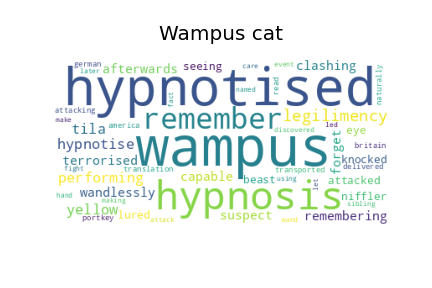 Wampus cat
german
later
afterwards
seeing
care
event
clashing
hypnotised
named
read
naturally
fact
attacking
make
america
remember
legilimency
discovered
led
tila
wampus
forget
eye
britain
hypnotise
terrorised
translation
knocked
delivered
fight
performing
capable
beast
using
transported
attacked
let
hand
wandlessly
making
hypnosis
niffler
sibling
yellow
portkey
lured
attack
suspect
remembering